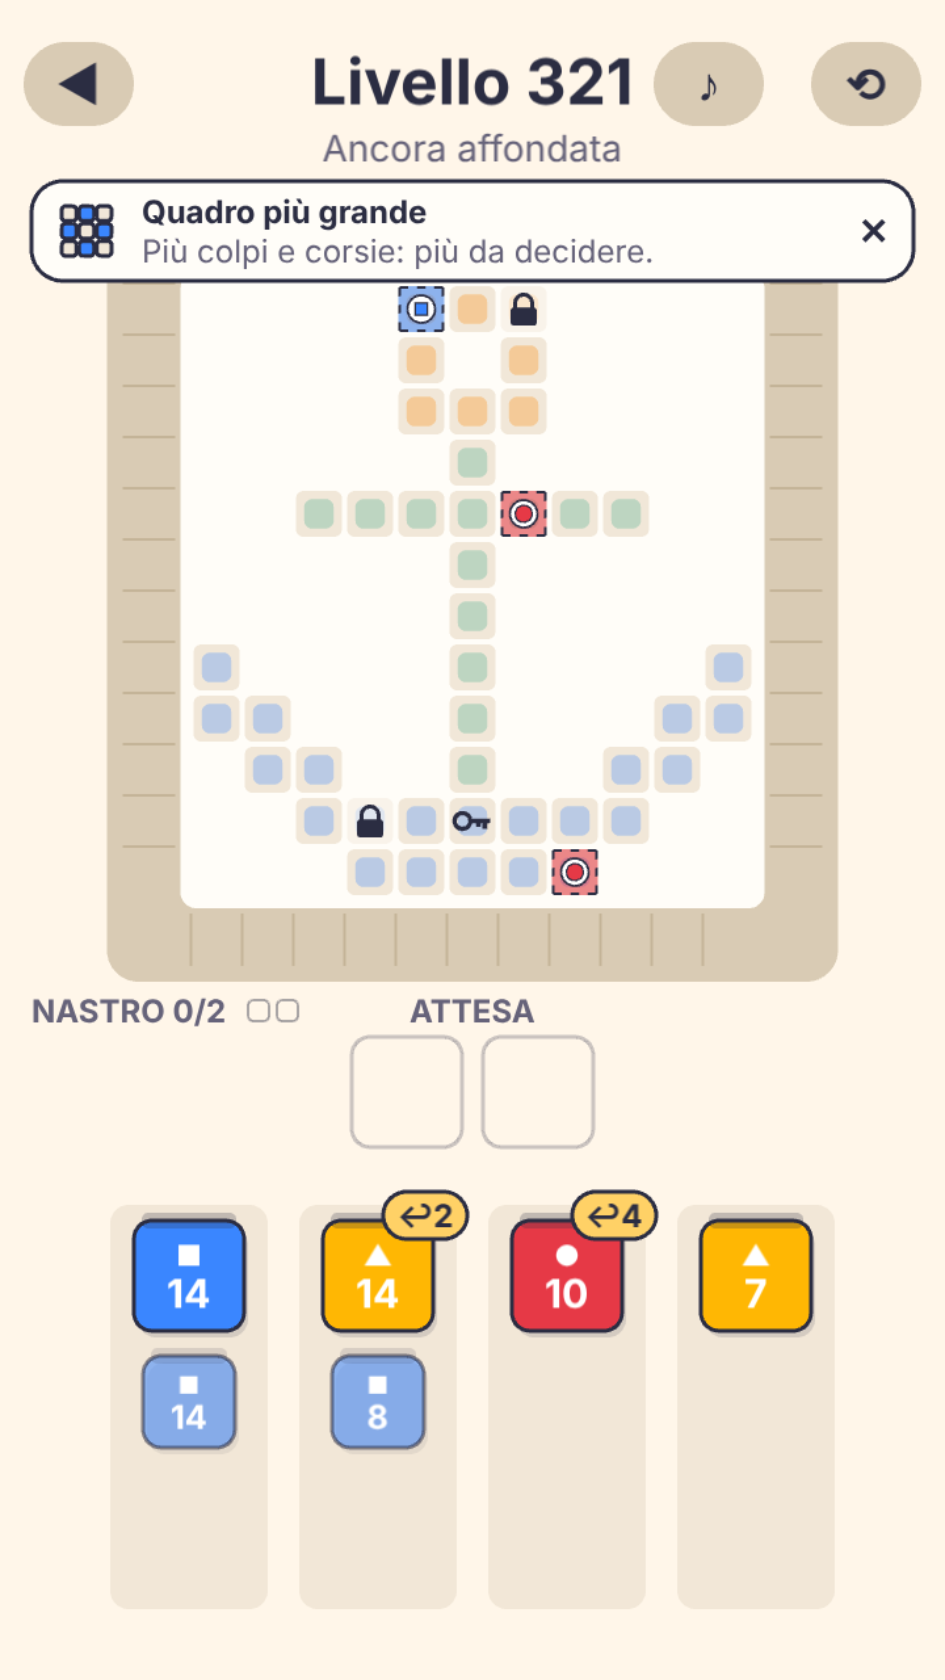 Livello 321
Ancora affondata
Quadro più grande
Più colpi e corsie: più da decidere.
NASTRO 0/2
ATTESA
2
4
14
14
10
7
14
8